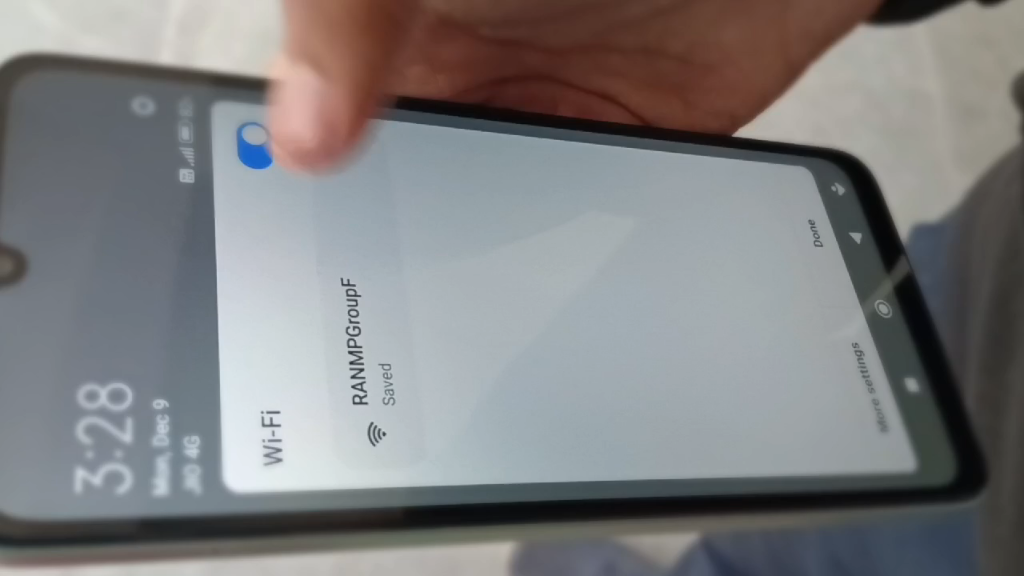 3:28
Mon, Dec 9
JIO 4G
Wi-Fi
RANMPGroupF
Saved
More settings
Done